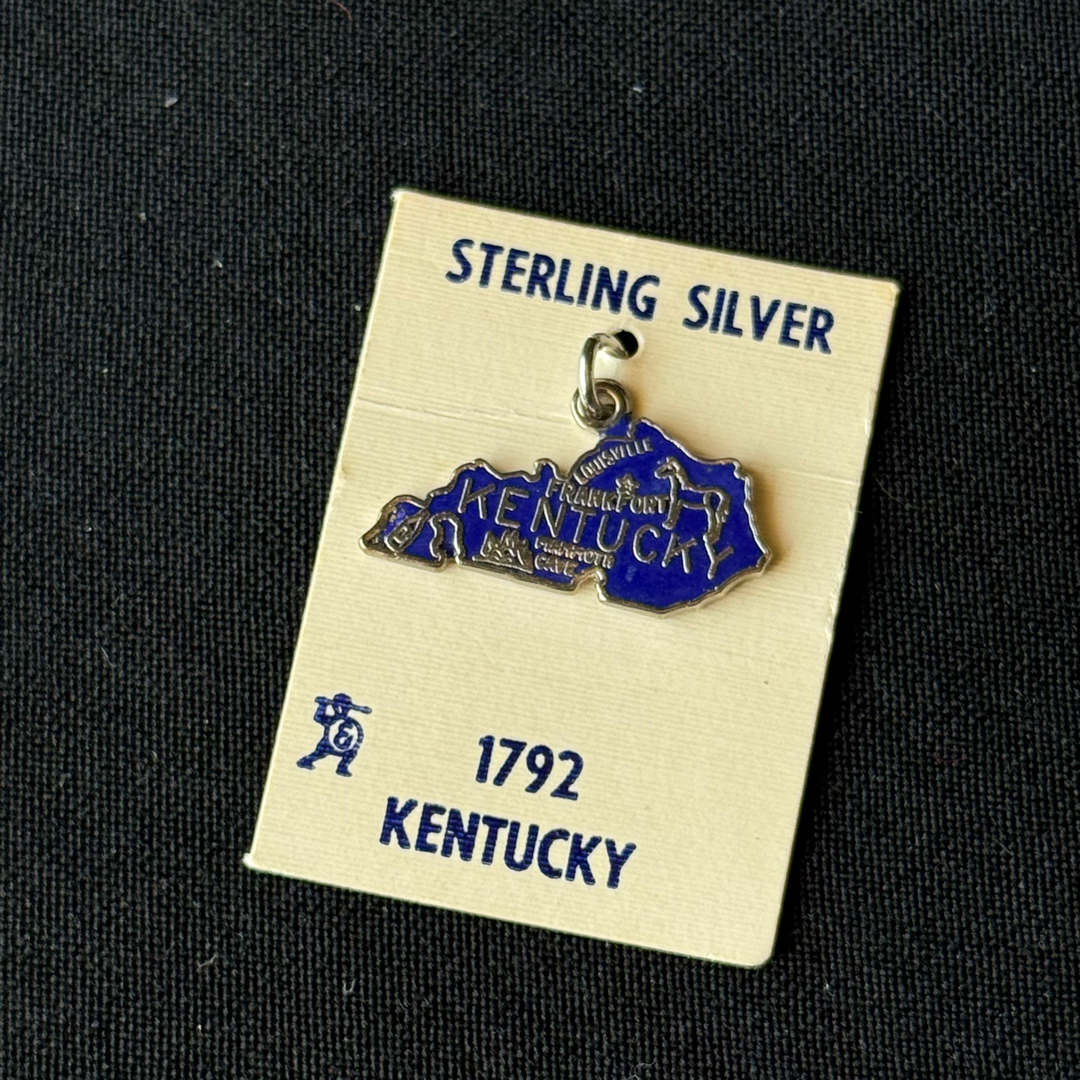 STERLING SILVER
LOUISVILLE
FRANKFORT
KENTUCKY
MAMMOTH
CAVE
&
1792
KENTUCKY